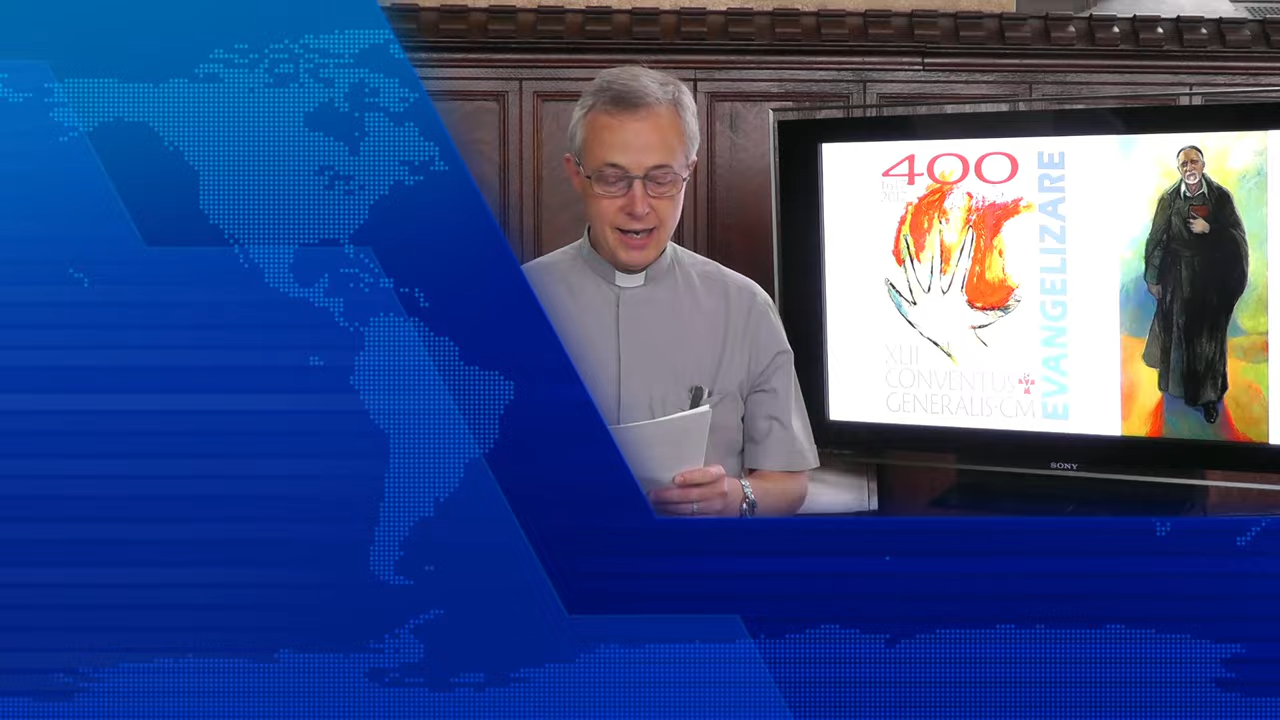 400
EVANGELIZARE
XLII
CONVENTUS
GENERALIS·CM
SONY